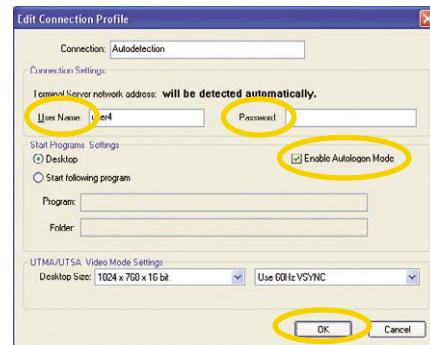 Edit Connection Profile
Connection: Autodetection
Connection Settings
Terminal Server network address: will be detected automatically.
User Name: user4 Password:
Start Programs Settings
Desktop
Enable Autologon Mode
Start following program
Program:
Folder:
UTMA/UTSA Video Mode Settings
Desktop Size: 1024 x 768 x 16 bit Use 60Hz VSYNC
OK Cancel